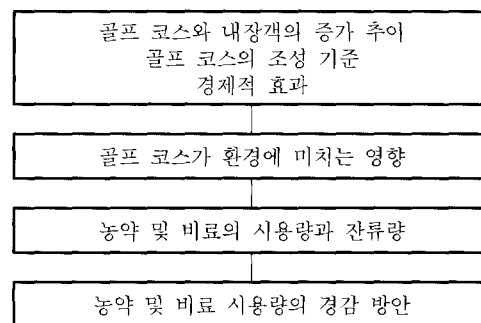 골프 코스와 내장객의 증가 추이
골프 코스의 조성 기준
경제적 효과
골프 코스가 환경에 미치는 영향
농약 및 비료의 시용량과 잔류량
농약 및 비료 시용량의 경감 방안